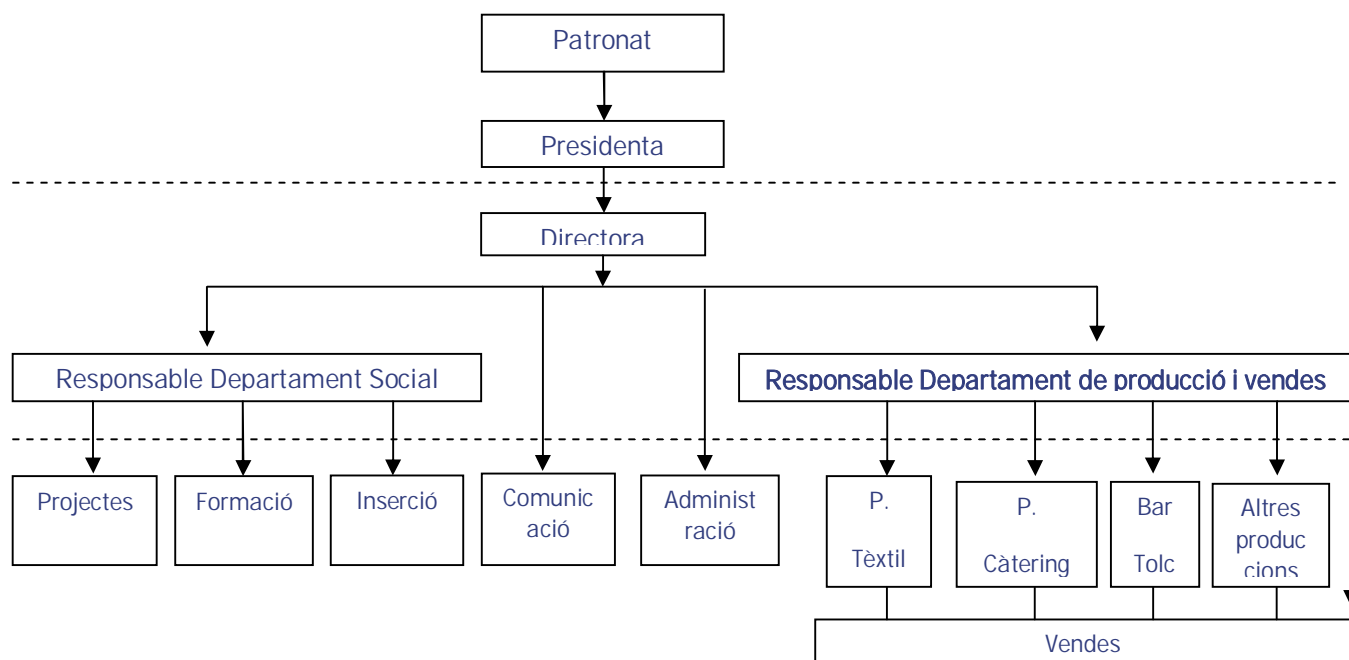 Patronat
Presidenta
Directora
Responsable Departament Social
Responsable Departament de producció i vendes
Projectes
Formació
Inserció
Comunic
ació
Administ
ració
P.
Tèxtil
P.
Càtering
Bar
Tolc
Altres
produc
cions
Vendes